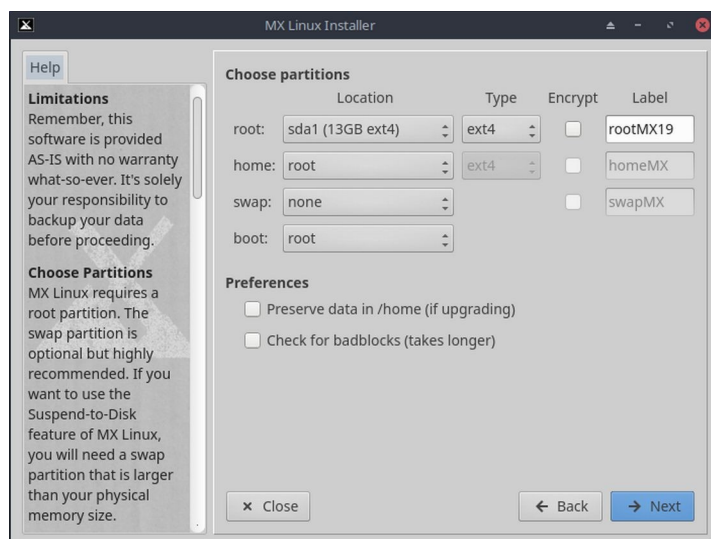 MX Linux Installer
Help
Limitations
Remember, this
software is provided
AS-IS with no warranty
what-so-ever. It's solely
your responsibility to
backup your data
before proceeding.
Choose Partitions
MX Linux requires a
root partition. The
swap partition is
optional but highly
recommended. If you
want to use the
Suspend-to-Disk
feature of MX Linux,
you will need a swap
partition that is larger
than your physical
memory size.
Choose partitions
Location Type Encrypt Label
root: sda1 (13GB ext4) ext4 rootMX19
home: root ext4 homeMX
swap: none swapMX
boot: root
Preferences
Preserve data in /home (if upgrading)
Check for badblocks (takes longer)
Close Back Next